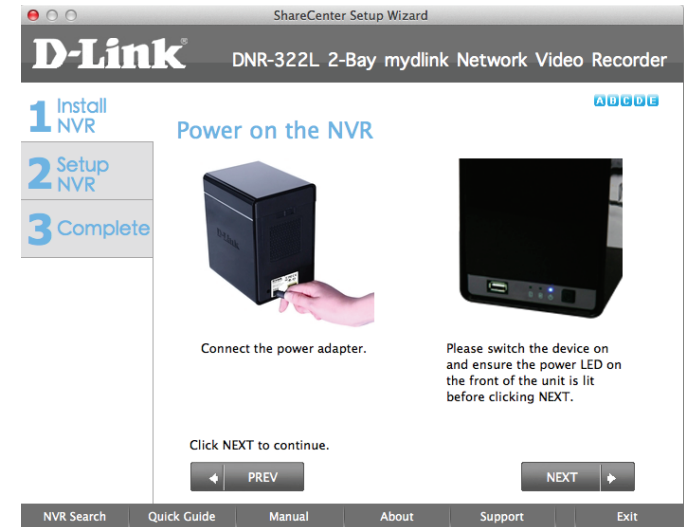 ShareCenter Setup Wizard
D-Link®
DNR-322L 2-Bay mydlink Network Video Recorder
A B C D E
1 Install
NVR
2 Setup
NVR
3 Complete
Power on the NVR
D-Link
Connect the power adapter.
Please switch the device on
and ensure the power LED on
the front of the unit is lit
before clicking NEXT.
Click NEXT to continue.
PREV
NEXT
NVR Search
Quick Guide
Manual
About
Support
Exit